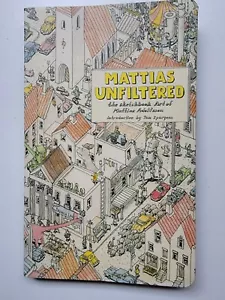 MATTIAS
UNFILTERED
the sketchbook Art of
Mattias Adolfsson
introduction by Tom Spurgeon